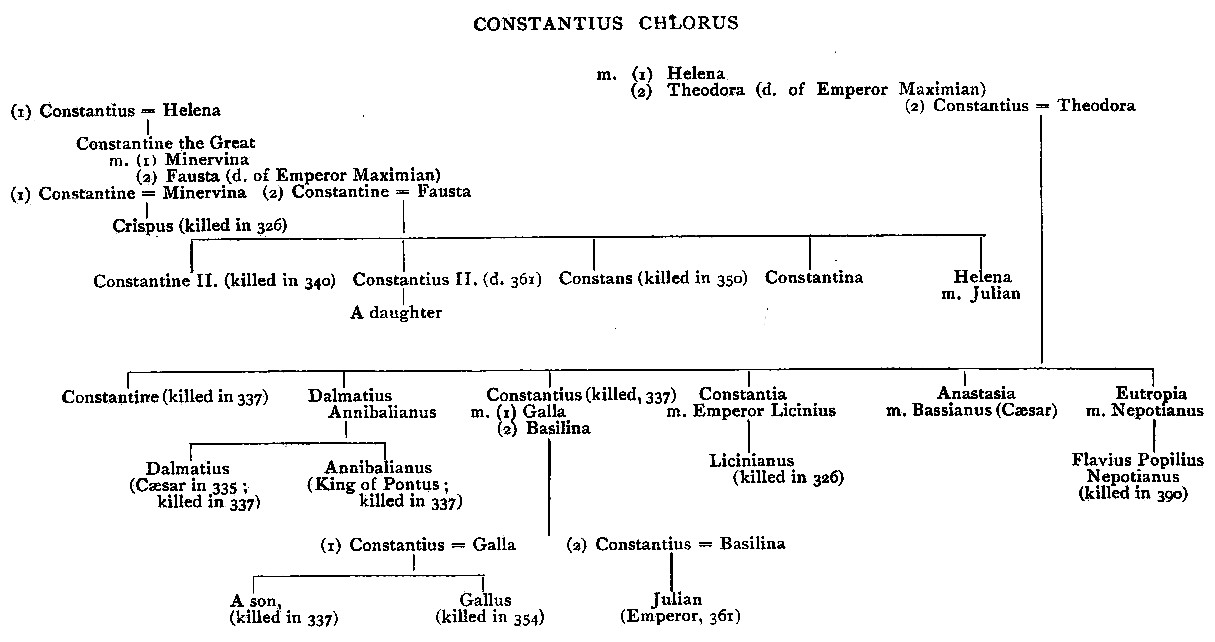 CONSTANTIUS CHLORUS
m. (1) Helena
(2) Theodora (d. of Emperor Maximian)
(1) Constantius = Helena
(2) Constantius = Theodora
Constantine the Great
m. (1) Minervina
(2) Fausta (d. of Emperor Maximian)
(1) Constantine = Minervina (2) Constantine = Fausta
Crispus (killed in 326)
Constantine II. (killed in 340) Constantius II. (d. 361) Constans (killed in 350) Constantina Helena
m. Julian
A daughter
Constantine (killed in 337) Dalmatius Constantius (killed, 337) Constantia Anastasia Eutropia
Annibalianus m. (1) Galla m. Emperor Licinius m. Bassianus (Cæsar) m. Nepotianus
(2) Basilina
Dalmatius Annibalianus Licinianus Flavius Popilius
(Cæsar in 335 ; (King of Pontus ; (killed in 326) Nepotianus
killed in 337) killed in 337) (killed in 390)
(1) Constantius = Galla (2) Constantius = Basilina
A son, Gallus Julian
(killed in 337) (killed in 354) (Emperor, 361)